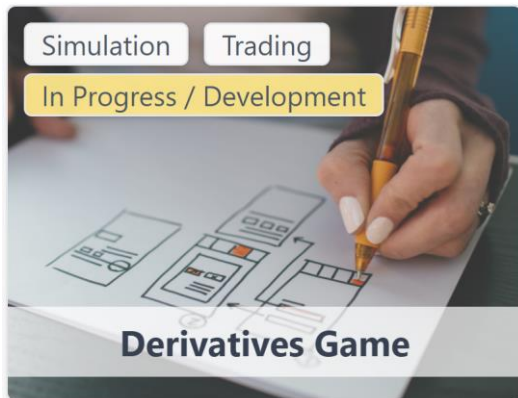 Simulation Trading
In Progress / Development
Derivatives Game